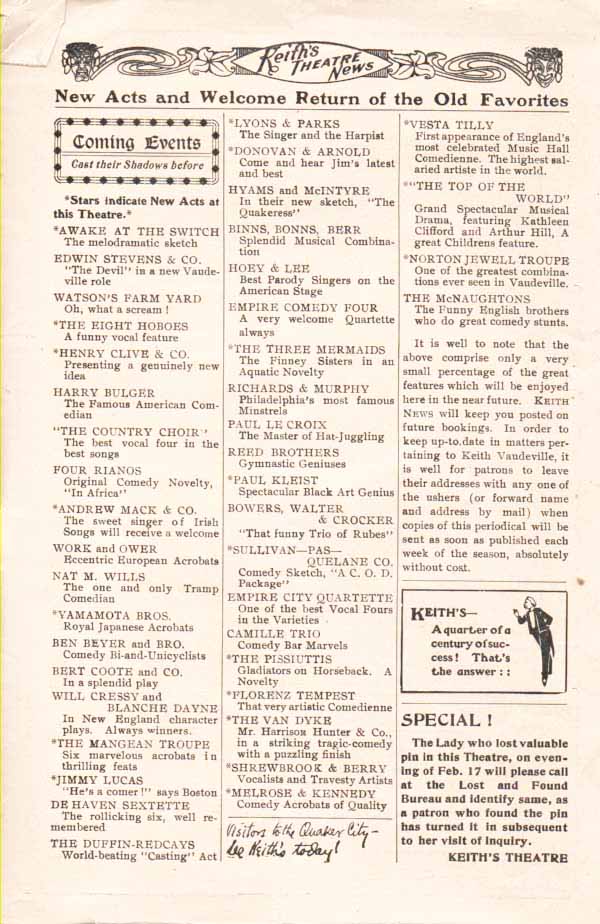 Keith's
THEATRE
NEWS
New Acts and Welcome Return of the Old Favorites
Coming Events
Cast their Shadows before
*Stars indicate New Acts at
this Theatre.*
*AWAKE AT THE SWITCH
The melodramatic sketch
EDWIN STEVENS & CO.
"The Devil" in a new Vaude-
ville role
WATSON'S FARM YARD
Oh, what a scream !
*THE EIGHT HOBOES
A funny vocal feature
*HENRY CLIVE & CO.
Presenting a genuinely new
idea
HARRY BULGER
The Famous American Com-
edian
"THE COUNTRY CHOIR"
The best vocal four in the
best songs
FOUR RIANOS
Original Comedy Novelty,
"In Africa"
*ANDREW MACK & CO.
The sweet singer of Irish
Songs will receive a welcome
WORK and OWER
Eccentric European Acrobats
NAT M. WILLS
The one and only Tramp
Comedian
*YAMAMOTA BROS.
Royal Japanese Acrobats
BEN BEYER and BRO.
Comedy Bi-and-Unicyclists
BERT COOTE and CO.
In a splendid play
WILL CRESSY and
BLANCHE DAYNE
In New England character
plays. Always winners.
*THE MANGEAN TROUPE
Six marvelous acrobats in
thrilling feats
*JIMMY LUCAS
"He's a comer !" says Boston
DE HAVEN SEXTETTE
The rollicking six, well re-
membered
THE DUFFIN-REDCAYS
World-beating "Casting" Act
*LYONS & PARKS
The Singer and the Harpist
*DONOVAN & ARNOLD
Come and hear Jim's latest
and best
HYAMS and McINTYRE
In their new sketch, "The
Quakeress"
BINNS, BONNS, BERR
Splendid Musical Combina-
tion
HOEY & LEE
Best Parody Singers on the
American Stage
EMPIRE COMEDY FOUR
A very welcome Quartette
always
*THE THREE MERMAIDS
The Finney Sisters in an
Aquatic Novelty
RICHARDS & MURPHY
Philadelphia's most famous
Minstrels
PAUL LE CROIX
The Master of Hat-Juggling
REED BROTHERS
Gymnastic Geniuses
*PAUL KLEIST
Spectacular Black Art Genius
BOWERS, WALTER
& CROCKER
"That funny Trio of Rubes"
*SULLIVAN—PAS—
QUELANE CO.
Comedy Sketch, "A C. O. D.
Package"
EMPIRE CITY QUARTETTE
One of the best Vocal Fours
in the Varieties
CAMILLE TRIO
Comedy Bar Marvels
*THE PISSIUTTIS
Gladiators on Horseback. A
Novelty
*FLORENZ TEMPEST
That very artistic Comedienne
*THE VAN DYKE
Mr. Harrison Hunter & Co.,
in a striking tragic-comedy
with a puzzling finish
*SHREWBROOK & BERRY
Vocalists and Travesty Artists
*MELROSE & KENNEDY
Comedy Acrobats of Quality
Visitors to the Quaker City—
See Keith's today!
*VESTA TILLY
First appearance of England's
most celebrated Music Hall
Comedienne. The highest sal-
aried artiste in the world.
*"THE TOP OF THE
WORLD"
Grand Spectacular Musical
Drama, featuring Kathleen
Clifford and Arthur Hill, A
great Childrens feature.
*NORTON JEWELL TROUPE
One of the greatest combina-
tions ever seen in Vaudeville.
THE McNAUGHTONS
The Funny English brothers
who do great comedy stunts.
It is well to note that the
above comprise only a very
small percentage of the great
features which will be enjoyed
here in the near future. KEITH
NEWS will keep you posted on
future bookings. In order to
keep up-to.date in matters per-
taining to Keith Vaudeville, it
is well for patrons to leave
their addresses with any one of
the ushers (or forward name
and address by mail) when
copies of this periodical will be
sent as soon as published each
week of the season, absolutely
without cost.
KEITH'S—
A quarter of a
century of suc-
cess! That's
the answer : :
SPECIAL !
The Lady who lost valuable
pin in this Theatre, on even-
ing of Feb. 17 will please call
at the Lost and Found
Bureau and identify same, as
a patron who found the pin
has turned it in subsequent
to her visit of inquiry.
KEITH'S THEATRE